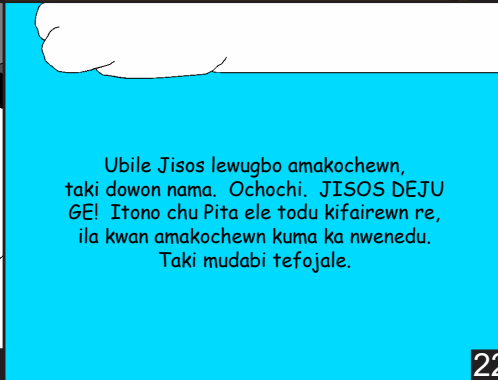 Ubile Jisos lewugbo amakochewn,
taki dowon nama. Ochochi. JISOS DEJU
GE! Itono chu Pita ele todu kifairewn re,
ila kwan amakochewn kuma ka nwenedu.
Taki mudabi tefojale.
22